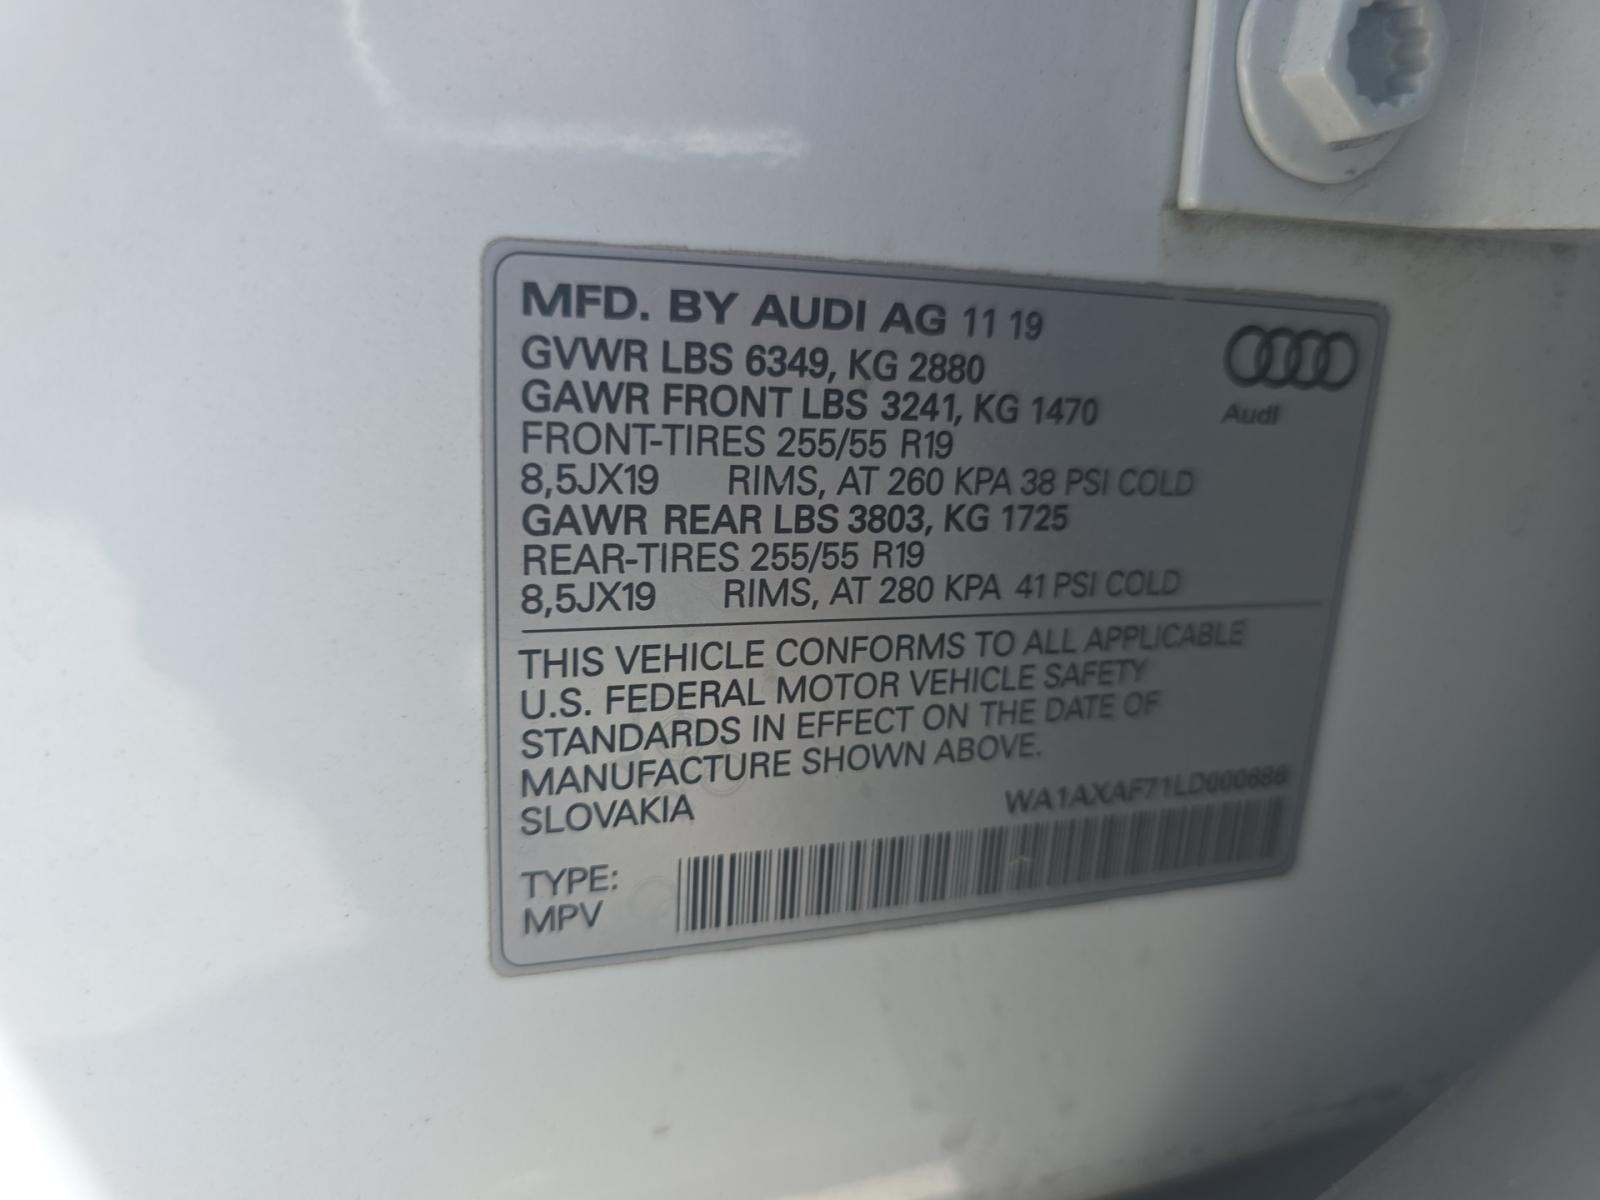 MFD. BY AUDI AG 11 19
GVWR LBS 6349, KG 2880
GAWR FRONT LBS 3241, KG 1470
FRONT-TIRES 255/55 R19
8,5JX19 RIMS, AT 260 KPA 38 PSI COLD
GAWR REAR LBS 3803, KG 1725
REAR-TIRES 255/55 R19
8,5JX19 RIMS, AT 280 KPA 41 PSI COLD
Audi
THIS VEHICLE CONFORMS TO ALL APPLICABLE
U.S. FEDERAL MOTOR VEHICLE SAFETY
STANDARDS IN EFFECT ON THE DATE OF
MANUFACTURE SHOWN ABOVE.
SLOVAKIA
TYPE:
MPV